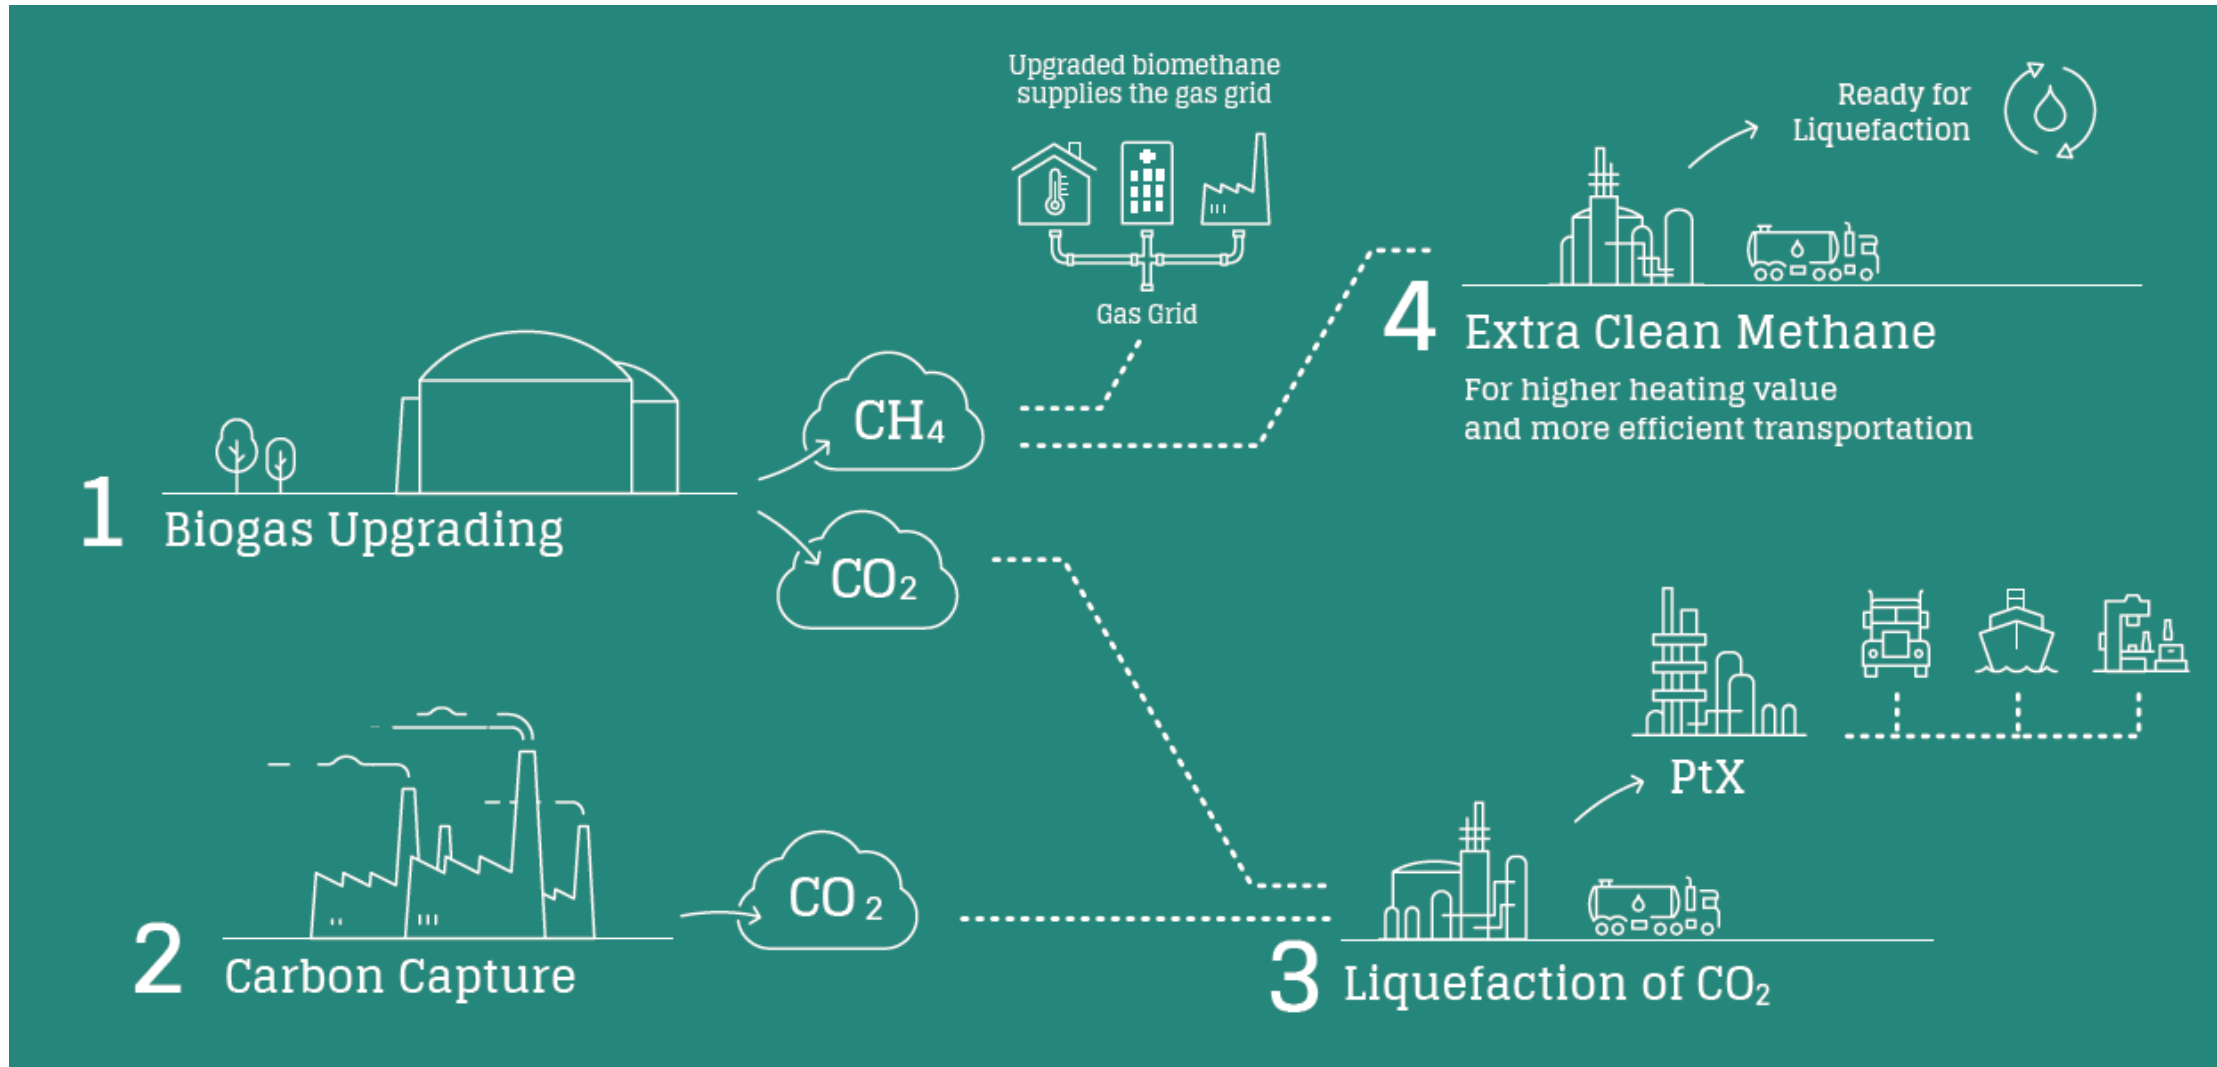 Upgraded biomethane
supplies the gas grid
Gas Grid
Ready for
Liquefaction
4
Extra Clean Methane
For higher heating value
and more efficient transportation
CH₄
1
Biogas Upgrading
CO₂
PtX
CO₂
2
Carbon Capture
3
Liquefaction of CO₂